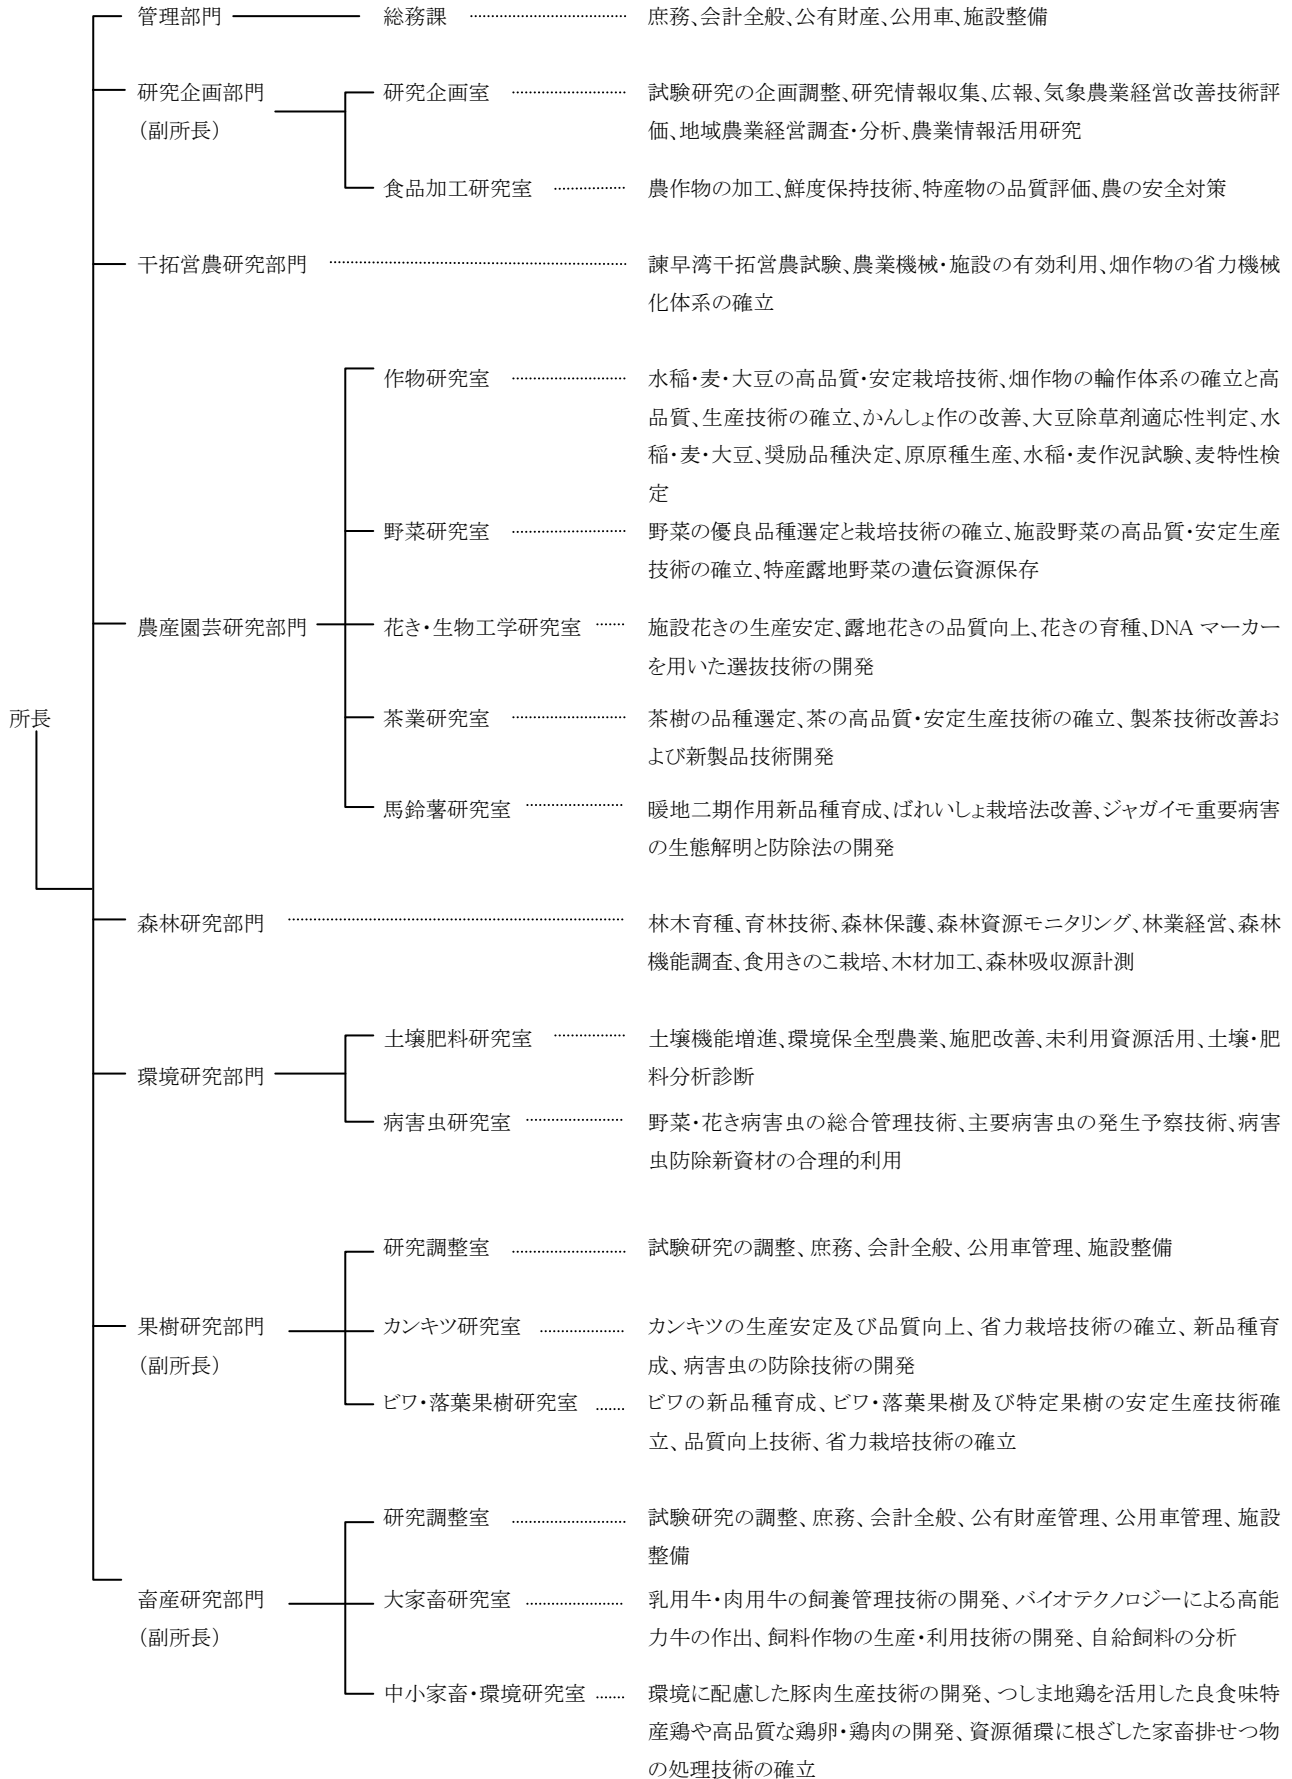 管理部門 総務課 庶務、会計全般、公有財産、公用車、施設整備
研究企画部門 研究企画室 試験研究の企画調整、研究情報収集、広報、気象農業経営改善技術評
（副所長） 価、地域農業経営調査・分析、農業情報活用研究
食品加工研究室 農作物の加工、鮮度保持技術、特産物の品質評価、農の安全対策
干拓営農研究部門 諫早湾干拓営農試験、農業機械・施設の有効利用、畑作物の省力機械
化体系の確立
作物研究室 水稲・麦・大豆の高品質・安定栽培技術、畑作物の輪作体系の確立と高
品質、生産技術の確立、かんしょ作の改善、大豆除草剤適応性判定、水
稲・麦・大豆、奨励品種決定、原原種生産、水稲・麦作況試験、麦特性検
定
野菜研究室 野菜の優良品種選定と栽培技術の確立、施設野菜の高品質・安定生産
技術の確立、特産露地野菜の遺伝資源保存
農産園芸研究部門 花き・生物工学研究室 施設花きの生産安定、露地花きの品質向上、花きの育種、DNA マーカー
を用いた選抜技術の開発
所長 茶業研究室 茶樹の品種選定、茶の高品質・安定生産技術の確立、製茶技術改善お
よび新製品技術開発
馬鈴薯研究室 暖地二期作用新品種育成、ばれいしょ栽培法改善、ジャガイモ重要病害
の生態解明と防除法の開発
森林研究部門 林木育種、育林技術、森林保護、森林資源モニタリング、林業経営、森林
機能調査、食用きのこ栽培、木材加工、森林吸収源計測
土壌肥料研究室 土壌機能増進、環境保全型農業、施肥改善、未利用資源活用、土壌・肥
環境研究部門 料分析診断
病害虫研究室 野菜・花き病害虫の総合管理技術、主要病害虫の発生予察技術、病害
虫防除新資材の合理的利用
研究調整室 試験研究の調整、庶務、会計全般、公用車管理、施設整備
果樹研究部門 カンキツ研究室 カンキツの生産安定及び品質向上、省力栽培技術の確立、新品種育
（副所長） 成、病害虫の防除技術の開発
ビワ・落葉果樹研究室 ビワの新品種育成、ビワ・落葉果樹及び特定果樹の安定生産技術確
立、品質向上技術、省力栽培技術の確立
研究調整室 試験研究の調整、庶務、会計全般、公有財産管理、公用車管理、施設
整備
畜産研究部門 大家畜研究室 乳用牛・肉用牛の飼養管理技術の開発、バイオテクノロジーによる高能
（副所長） 力牛の作出、飼料作物の生産・利用技術の開発、自給飼料の分析
中小家畜・環境研究室 環境に配慮した豚肉生産技術の開発、つしま地鶏を活用した良食味特
産鶏や高品質な鶏卵・鶏肉の開発、資源循環に根ざした家畜排せつ物
の処理技術の確立